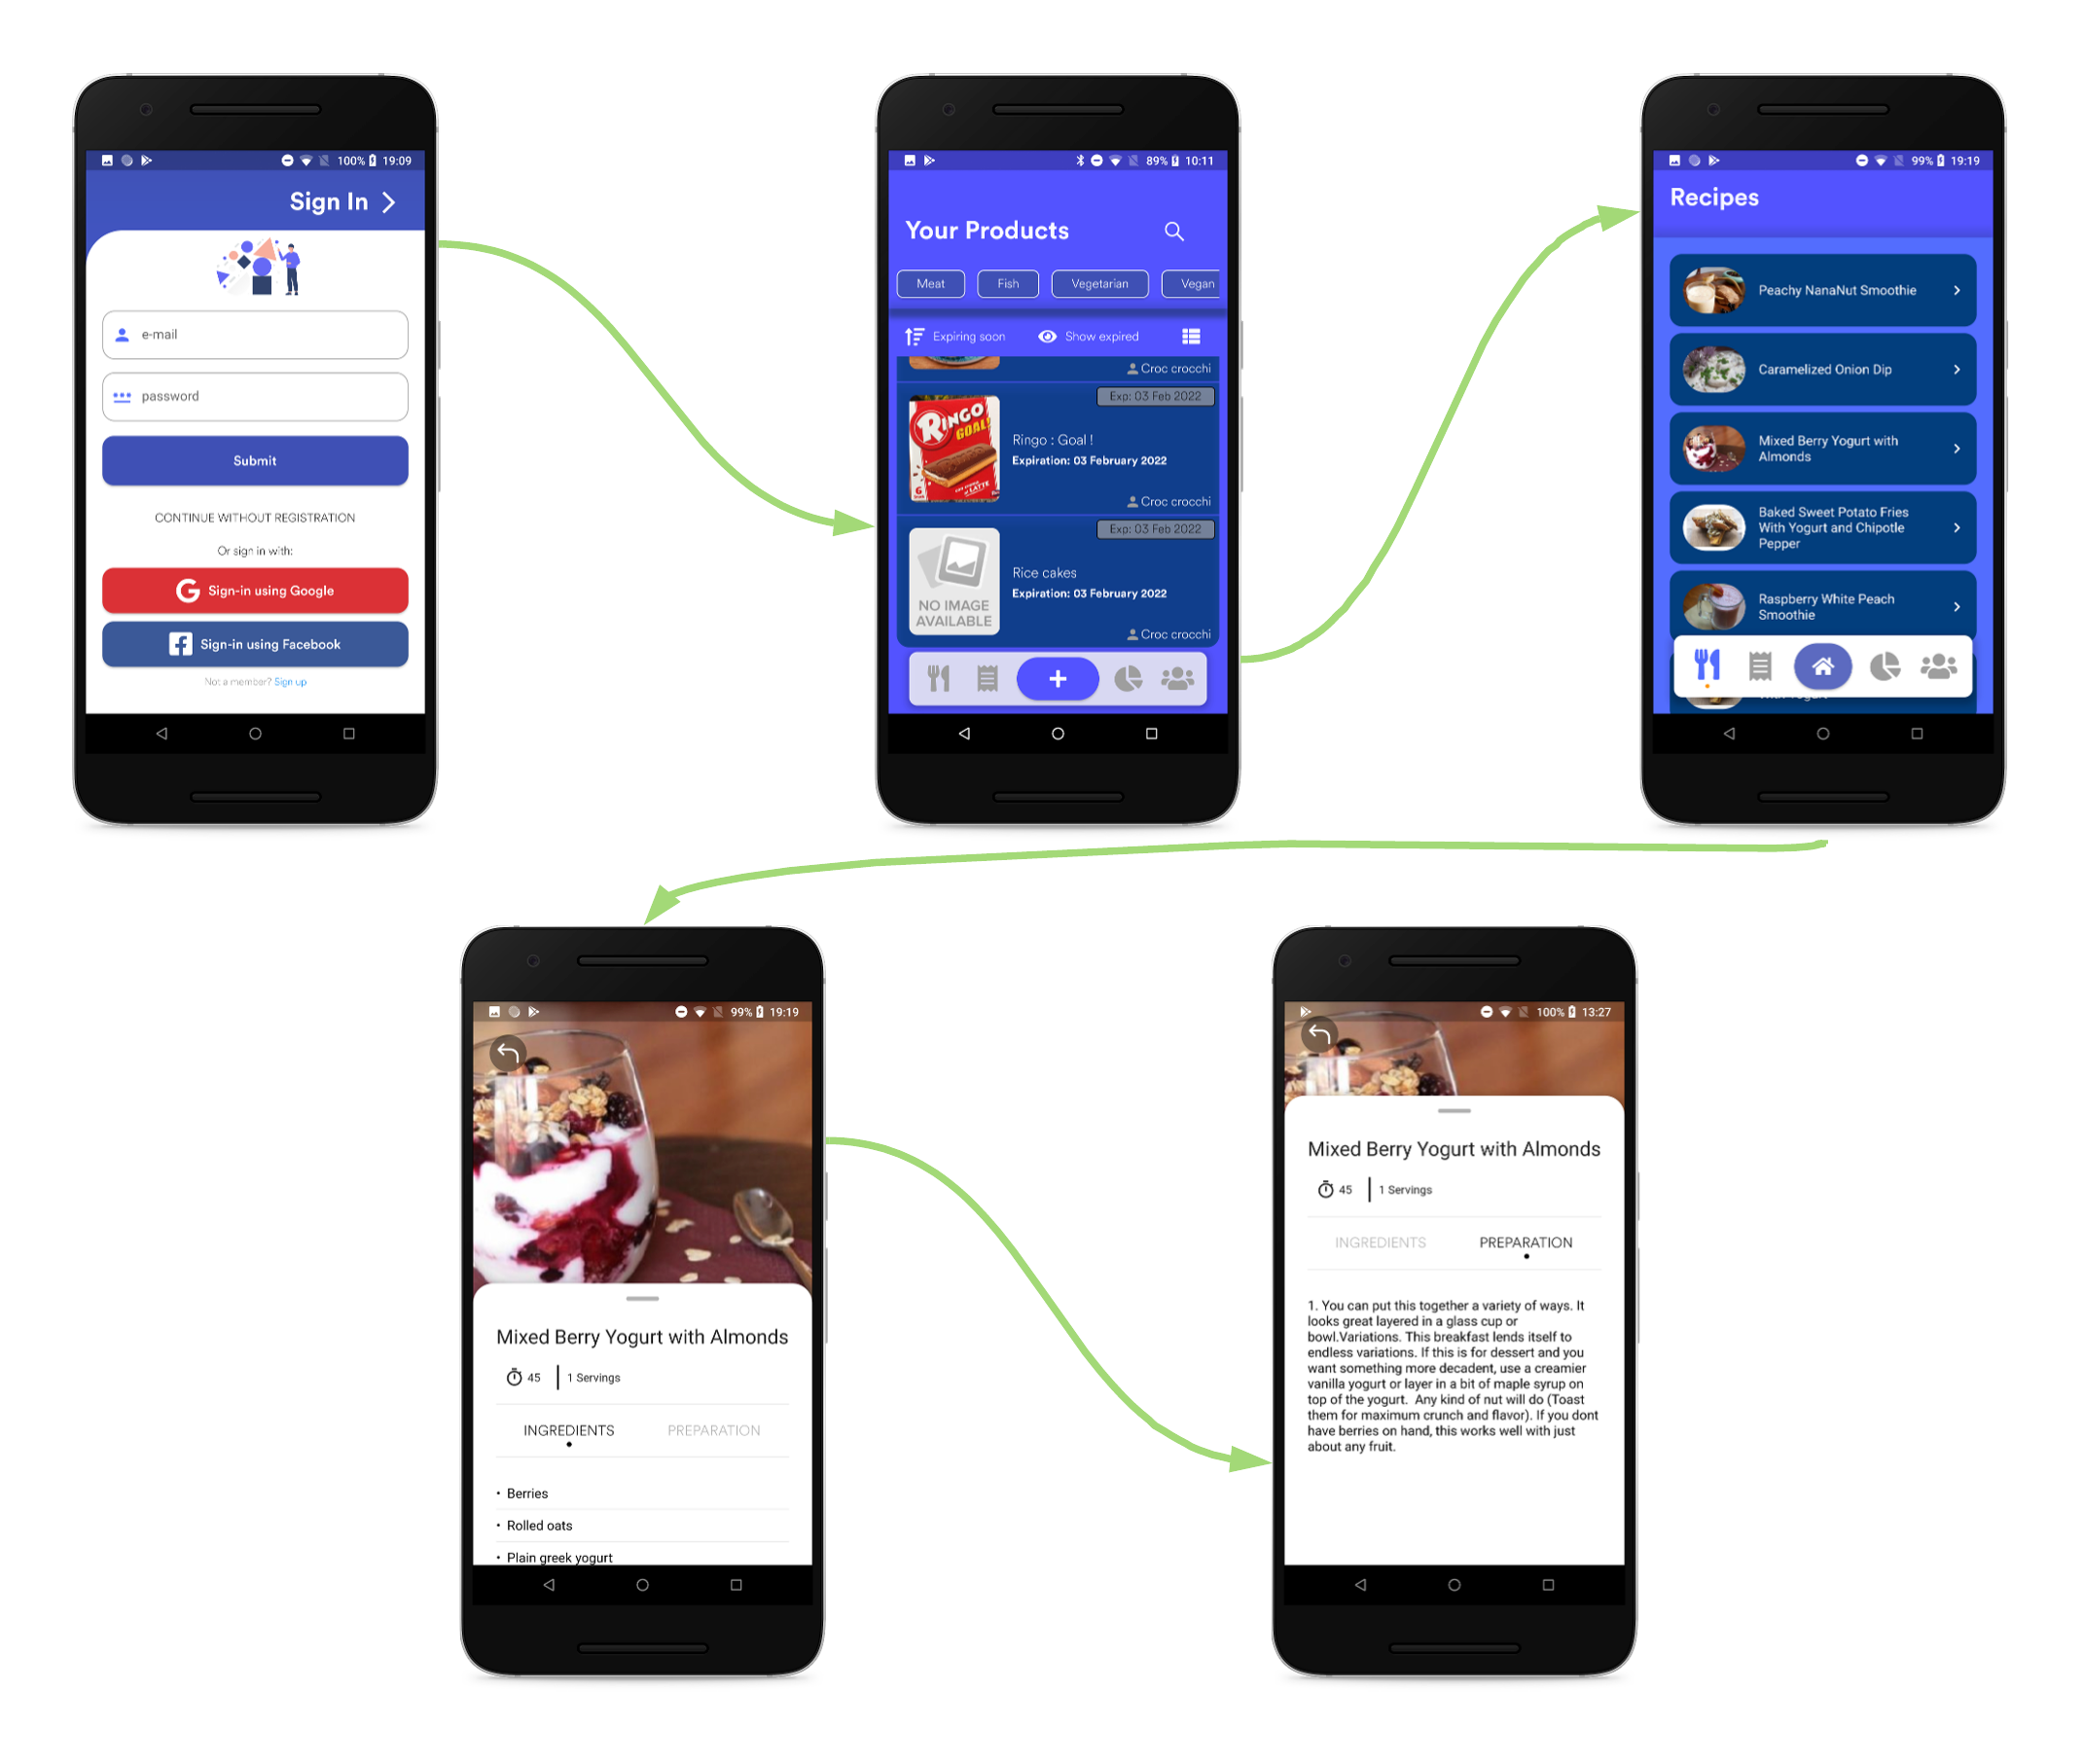 100% 19:09
Sign In
e-mail
password
Submit
CONTINUE WITHOUT REGISTRATION
Or sign in with:
G Sign-in using Google
f Sign-in using Facebook
Not a member? Sign up
89% 10:11
Your Products
Meat Fish Vegetarian Vegan
Expiring soon Show expired
Croc crocchi
Exp: 03 Feb 2022
RINGO
GOAL!
6
Ringo : Goal !
Expiration: 03 February 2022
Croc crocchi
Exp: 03 Feb 2022
NO IMAGE
AVAILABLE
Rice cakes
Expiration: 03 February 2022
Croc crocchi
+
99% 19:19
Recipes
Peachy NanaNut Smoothie
Caramelized Onion Dip
Mixed Berry Yogurt with
Almonds
Baked Sweet Potato Fries
With Yogurt and Chipotle
Pepper
Raspberry White Peach
Smoothie
99% 19:19
Mixed Berry Yogurt with Almonds
45 1 Servings
INGREDIENTS PREPARATION
• Berries
• Rolled oats
• Plain greek yogurt
100% 13:27
Mixed Berry Yogurt with Almonds
45 1 Servings
INGREDIENTS PREPARATION
1. You can put this together a variety of ways. It
looks great layered in a glass cup or
bowl.Variations. This breakfast lends itself to
endless variations. If this is for dessert and you
want something more decadent, use a creamier
vanilla yogurt or layer in a bit of maple syrup on
top of the yogurt.  Any kind of nut will do (Toast
them for maximum crunch and flavor). If you dont
have berries on hand, this works well with just
about any fruit.